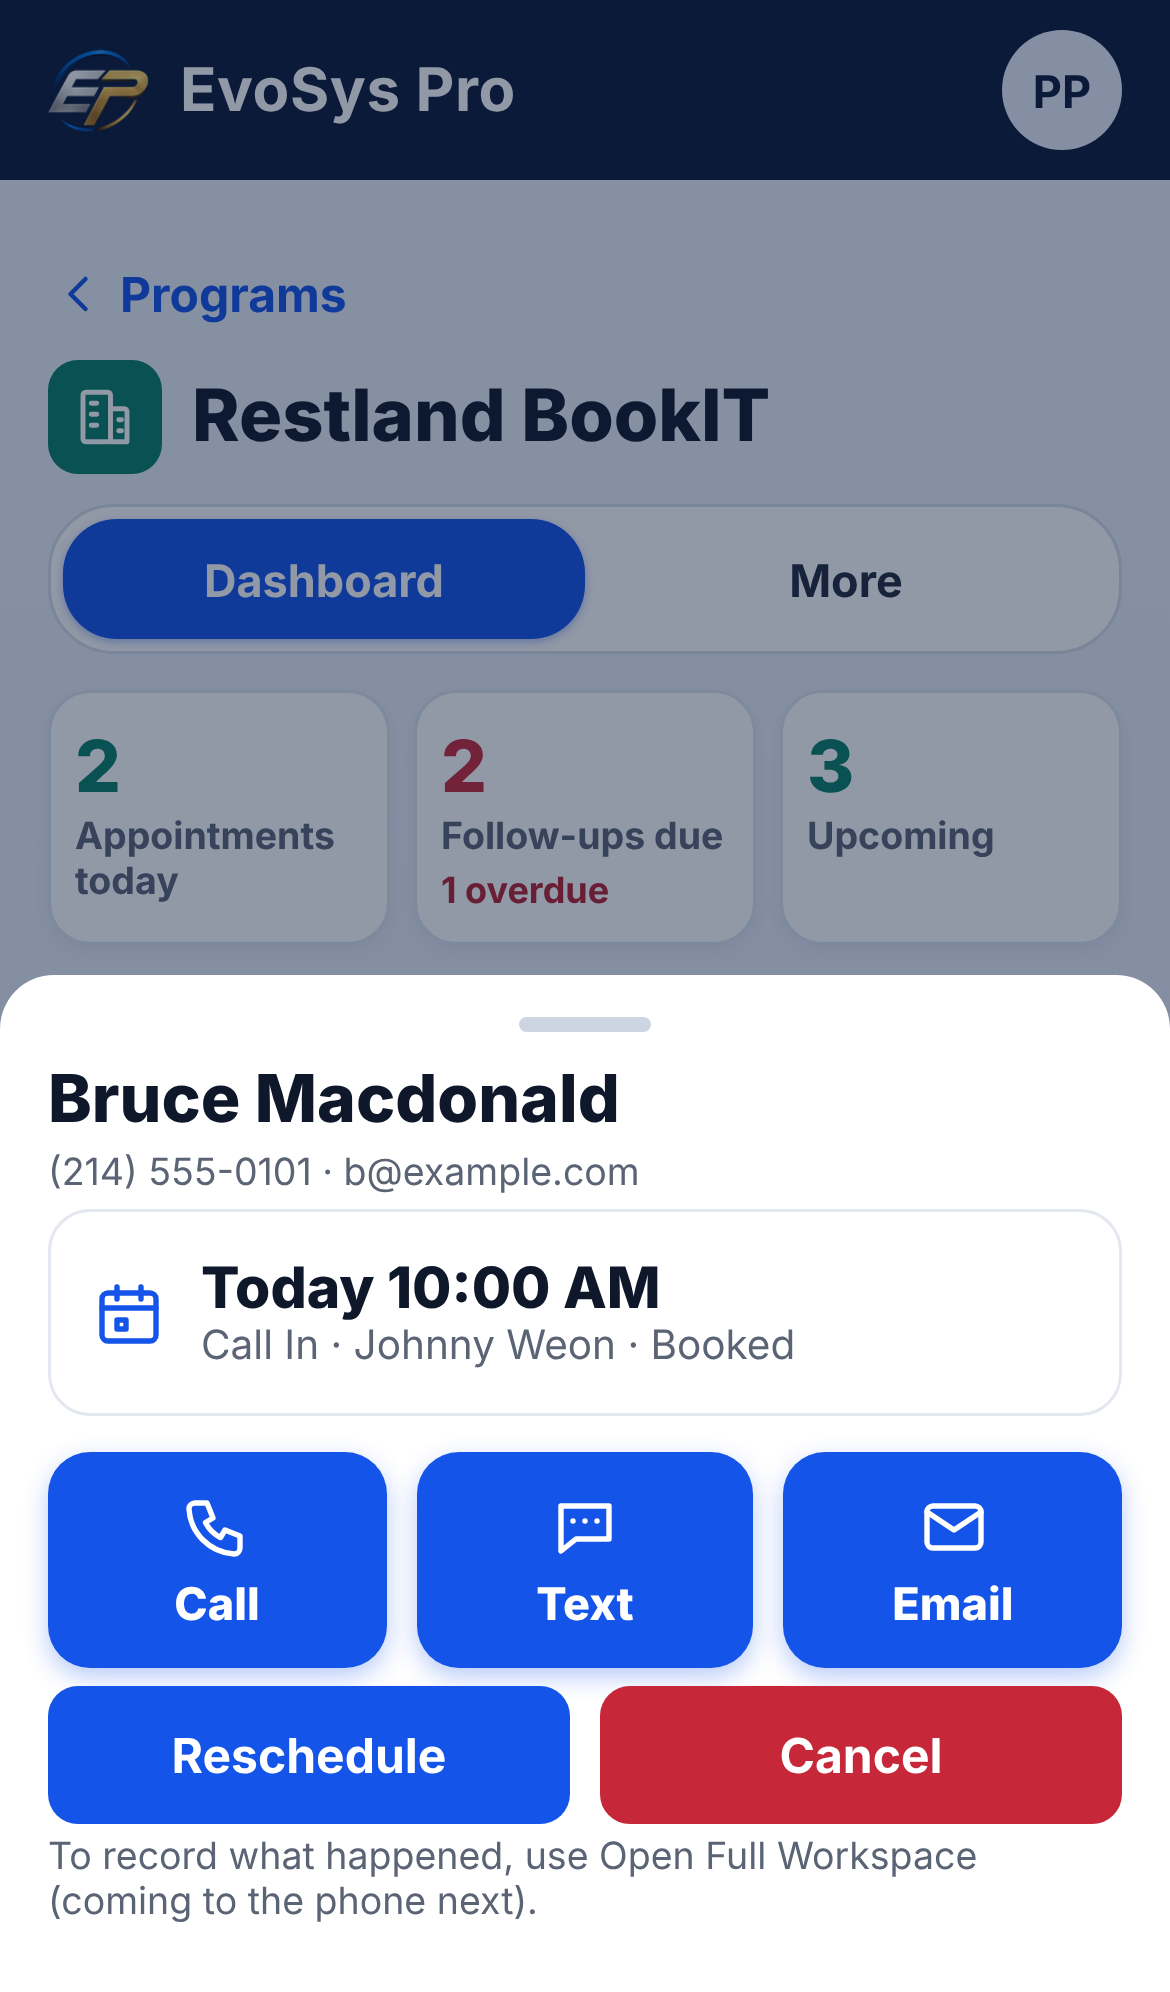 EP
EvoSys Pro
PP
Programs
Restland BookIT
Dashboard
More
2
Appointments
today
2
Follow-ups due
1 overdue
3
Upcoming
Bruce Macdonald
(214) 555-0101 · b@example.com
Today 10:00 AM
Call In · Johnny Weon · Booked
Call
Text
Email
Reschedule
Cancel
To record what happened, use Open Full Workspace
(coming to the phone next).